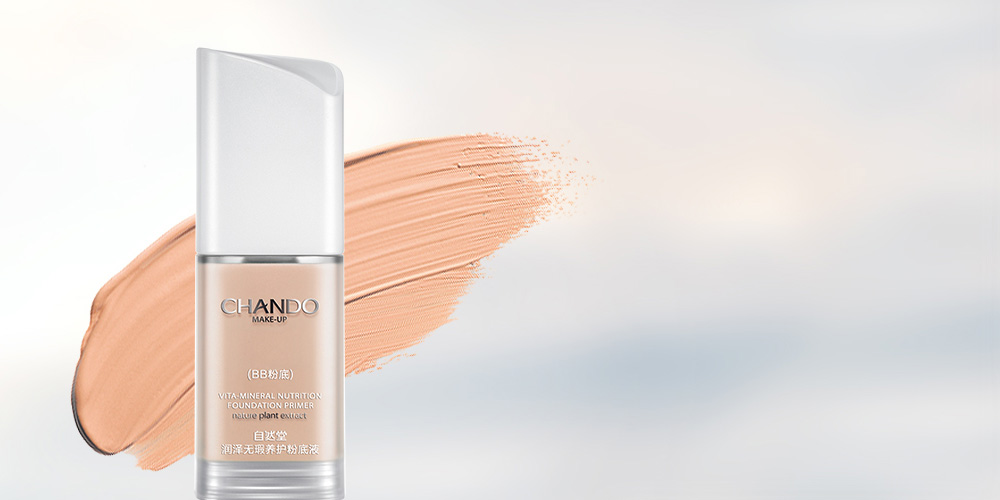 CHANDO
MAKE-UP
(BB粉底)
VITA-MINERAL NUTRITION
FOUNDATION PRIMER
nature plant extract
自然堂
润泽无瑕养护粉底液